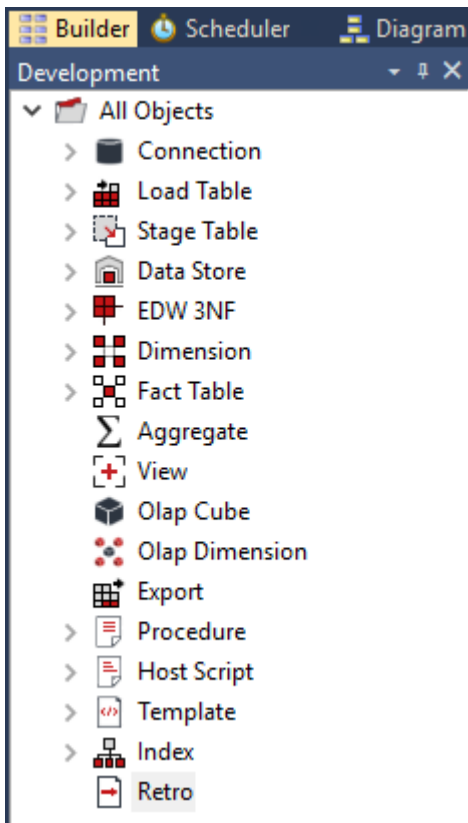 Builder Scheduler Diagram
Development
All Objects
Connection
Load Table
Stage Table
Data Store
EDW 3NF
Dimension
Fact Table
Aggregate
View
Olap Cube
Olap Dimension
Export
Procedure
Host Script
Template
Index
Retro